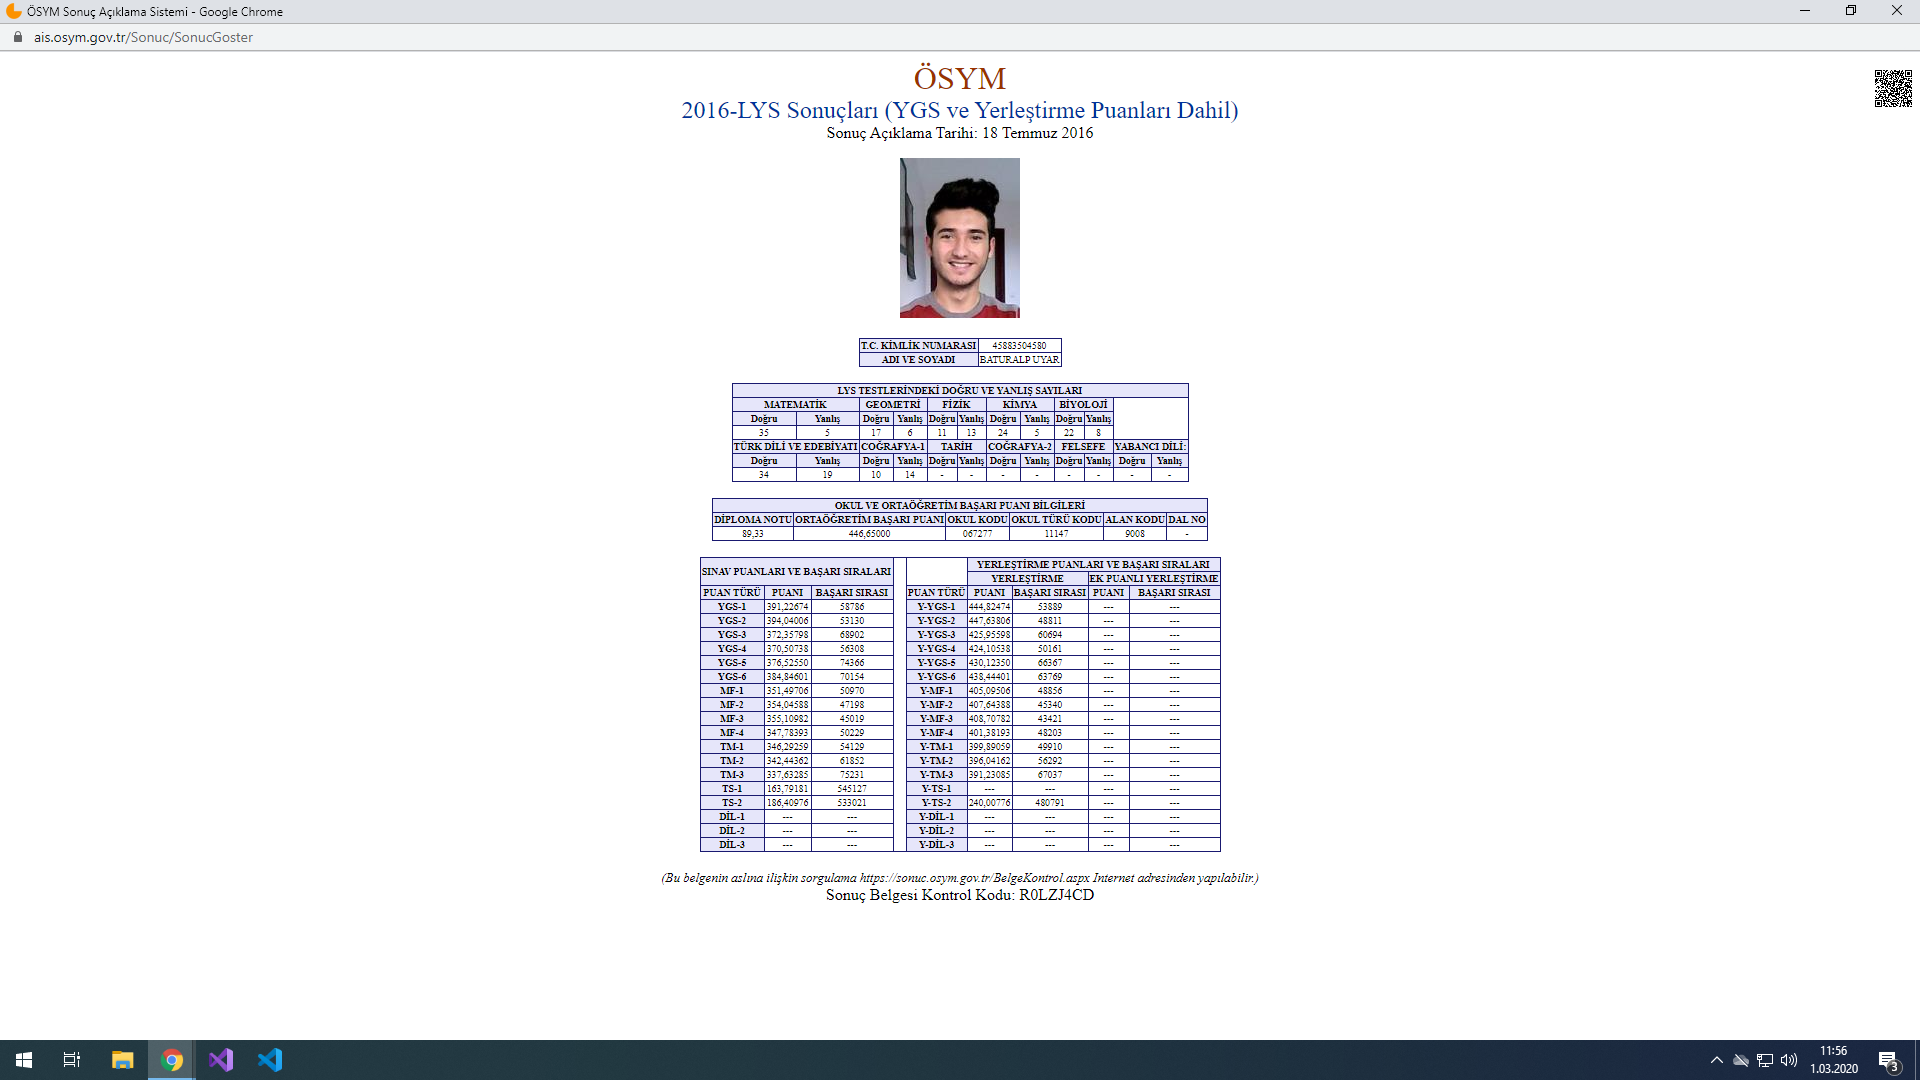 ÖSYM Sonuç Açıklama Sistemi - Google Chrome
ais.osym.gov.tr/Sonuc/SonucGoster
ÖSYM
2016-LYS Sonuçları (YGS ve Yerleştirme Puanları Dahil)
Sonuç Açıklama Tarihi: 18 Temmuz 2016
T.C. KİMLİK NUMARASI 45883504580
ADI VE SOYADI BATURALP UYAR
LYS TESTLERİNDEKİ DOĞRU VE YANLIŞ SAYILARI
MATEMATİK GEOMETRİ FİZİK KİMYA BİYOLOJİ
Doğru Yanlış Doğru Yanlış Doğru Yanlış Doğru Yanlış Doğru Yanlış
35 5 17 6 11 13 24 5 22 8
TÜRK DİLİ VE EDEBİYATI COĞRAFYA-1 TARİH COĞRAFYA-2 FELSEFE YABANCI DİLİ:
Doğru Yanlış Doğru Yanlış Doğru Yanlış Doğru Yanlış Doğru Yanlış Doğru Yanlış
34 19 10 14 - - - - - - - -
OKUL VE ORTAÖĞRETİM BAŞARI PUANI BİLGİLERİ
DİPLOMA NOTU ORTAÖĞRETİM BAŞARI PUANI OKUL KODU OKUL TÜRÜ KODU ALAN KODU DAL NO
89,33 446,65000 067277 11147 9008 -
SINAV PUANLARI VE BAŞARI SIRALARI YERLEŞTİRME PUANLARI VE BAŞARI SIRALARI
YERLEŞTİRME EK PUANLI YERLEŞTİRME
PUAN TÜRÜ PUANI BAŞARI SIRASI PUAN TÜRÜ PUANI BAŞARI SIRASI PUANI BAŞARI SIRASI
YGS-1 391,22674 58786 Y-YGS-1 444,82474 53889 --- ---
YGS-2 394,04006 53130 Y-YGS-2 447,63806 48811 --- ---
YGS-3 372,35798 68902 Y-YGS-3 425,95598 60694 --- ---
YGS-4 370,50738 56308 Y-YGS-4 424,10538 50161 --- ---
YGS-5 376,52550 74366 Y-YGS-5 430,12350 66367 --- ---
YGS-6 384,84601 70154 Y-YGS-6 438,44401 63769 --- ---
MF-1 351,49706 50970 Y-MF-1 405,09506 48856 --- ---
MF-2 354,04588 47198 Y-MF-2 407,64388 45340 --- ---
MF-3 355,10982 45019 Y-MF-3 408,70782 43421 --- ---
MF-4 347,78393 50229 Y-MF-4 401,38193 48203 --- ---
TM-1 346,29259 54129 Y-TM-1 399,89059 49910 --- ---
TM-2 342,44362 61852 Y-TM-2 396,04162 56292 --- ---
TM-3 337,63285 75231 Y-TM-3 391,23085 67037 --- ---
TS-1 163,79181 545127 Y-TS-1 --- --- --- ---
TS-2 186,40976 533021 Y-TS-2 240,00776 480791 --- ---
DİL-1 --- --- Y-DİL-1 --- --- --- ---
DİL-2 --- --- Y-DİL-2 --- --- --- ---
DİL-3 --- --- Y-DİL-3 --- --- --- ---
(Bu belgenin aslına ilişkin sorgulama https://sonuc.osym.gov.tr/BelgeKontrol.aspx Internet adresinden yapılabilir.)
Sonuç Belgesi Kontrol Kodu: R0LZJ4CD
11:56
1.03.2020
3